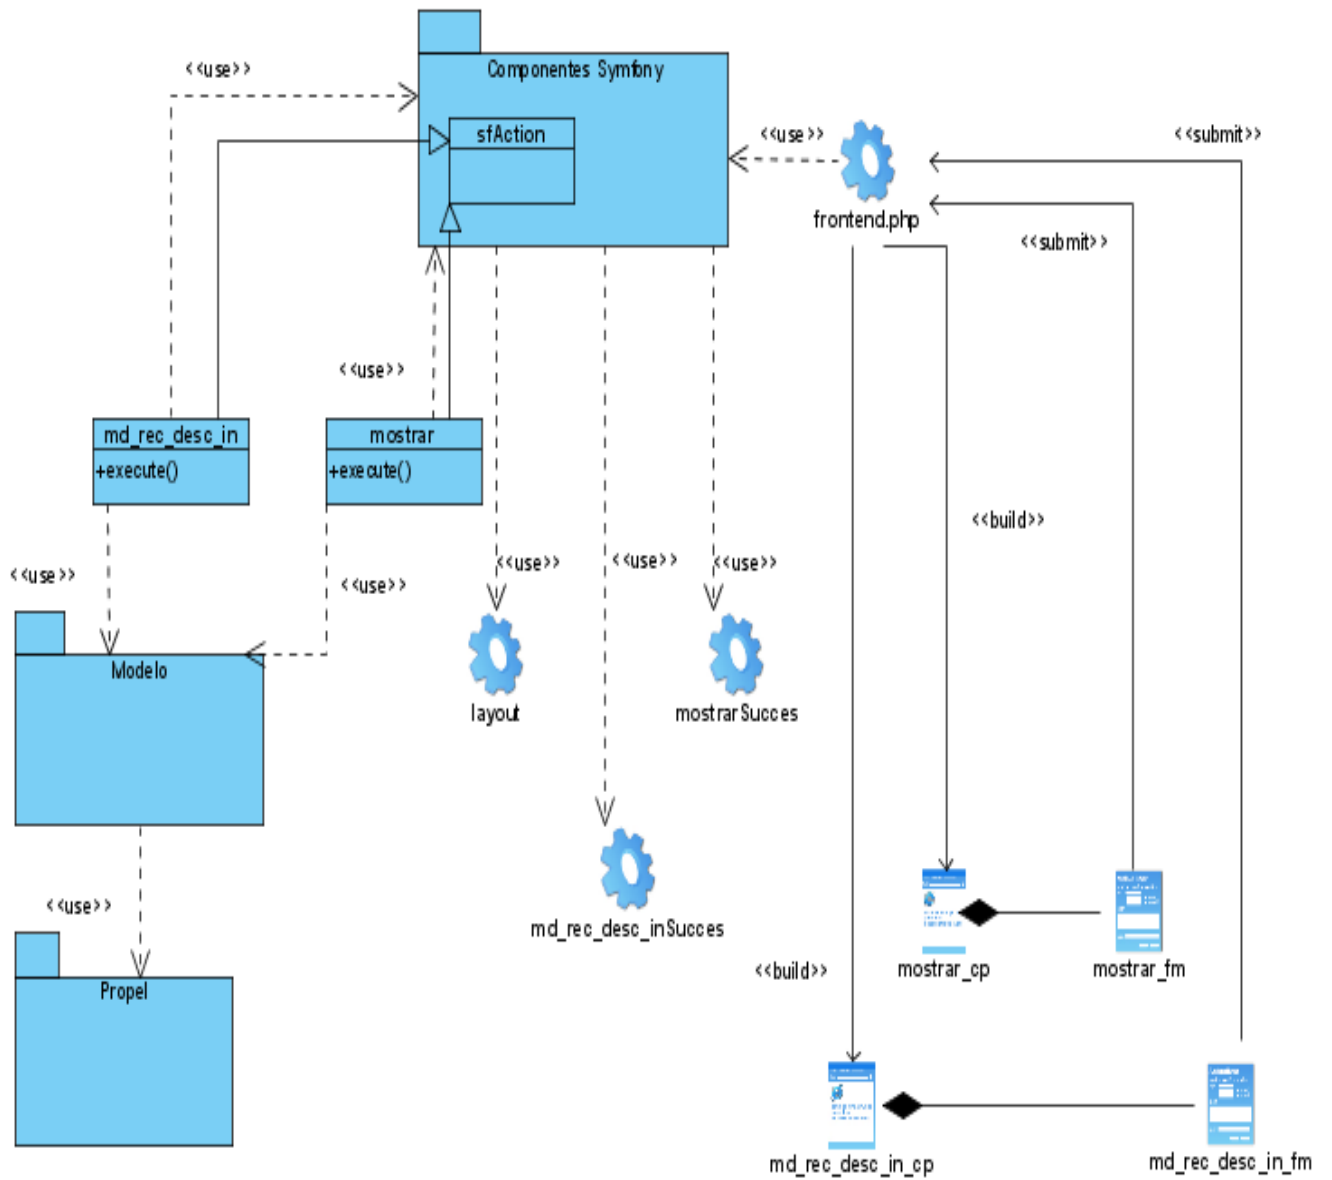 <<use>>
Componentes Symfony
sfAction
<<use>>
<<submit>>
frontend.php
<<submit>>
<<use>>
md_rec_desc_in
+execute()
mostrar
+execute()
<<build>>
<<use>>
<<use>>
<<use>>
<<use>>
<<use>>
Modelo
layout
mostrarSucces
<<use>>
md_rec_desc_inSucces
<<build>>
mostrar_cp
mostrar_fm
Propel
md_rec_desc_in_cp
md_rec_desc_in_fm